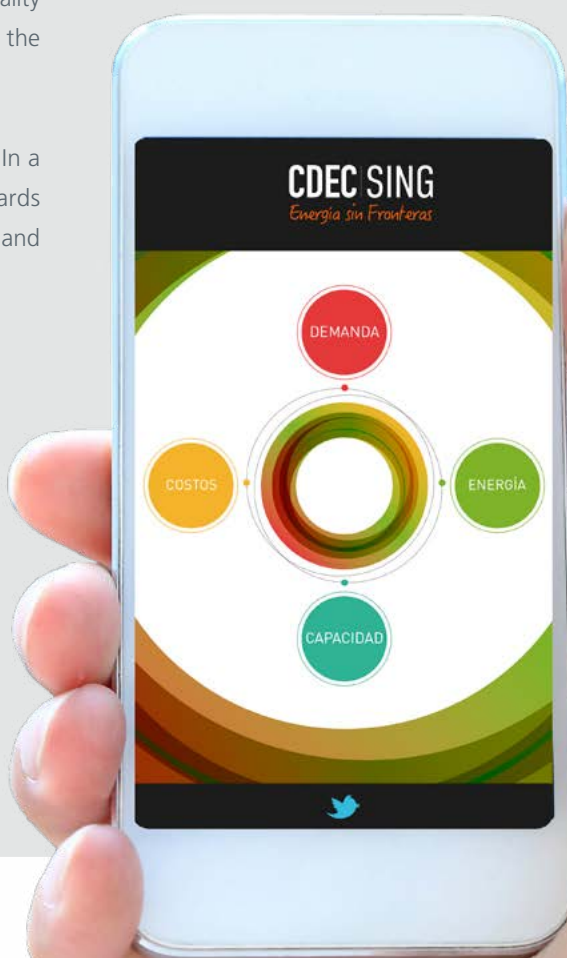 ality
the
In a
ards
and
CDEC SING
Energía sin Fronteras
DEMANDA
COSTOS
ENERGÍA
CAPACIDAD